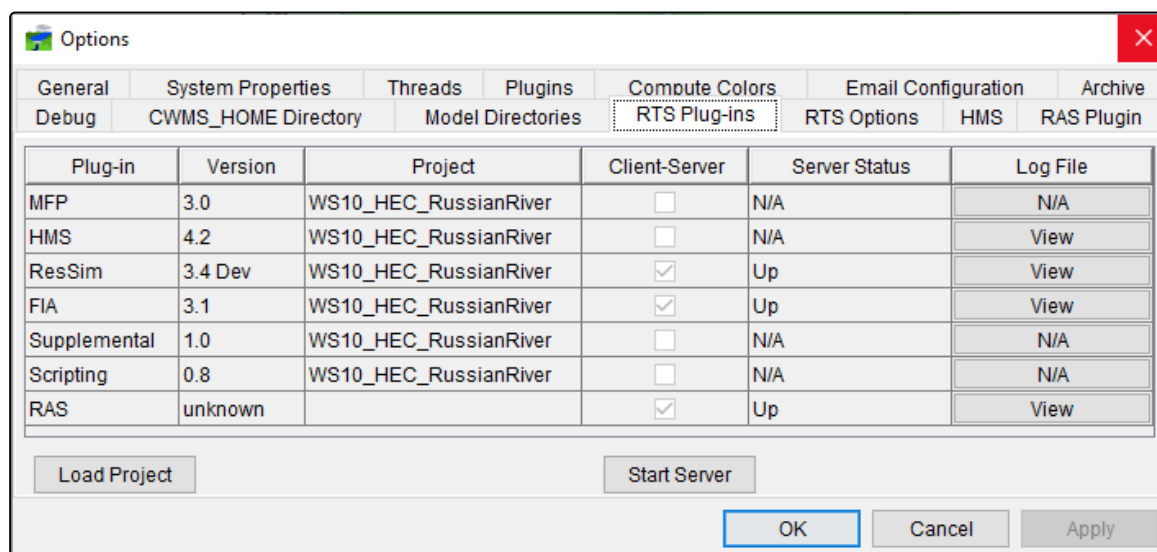 Options
General System Properties Threads Plugins Compute Colors Email Configuration Archive
Debug CWMS_HOME Directory Model Directories RTS Plug-ins RTS Options HMS RAS Plugin
Plug-in Version Project Client-Server Server Status Log File
MFP 3.0 WS10_HEC_RussianRiver N/A N/A
HMS 4.2 WS10_HEC_RussianRiver N/A View
ResSim 3.4 Dev WS10_HEC_RussianRiver Up View
FIA 3.1 WS10_HEC_RussianRiver Up View
Supplemental 1.0 WS10_HEC_RussianRiver N/A N/A
Scripting 0.8 WS10_HEC_RussianRiver N/A N/A
RAS unknown Up View
Load Project Start Server
OK Cancel Apply